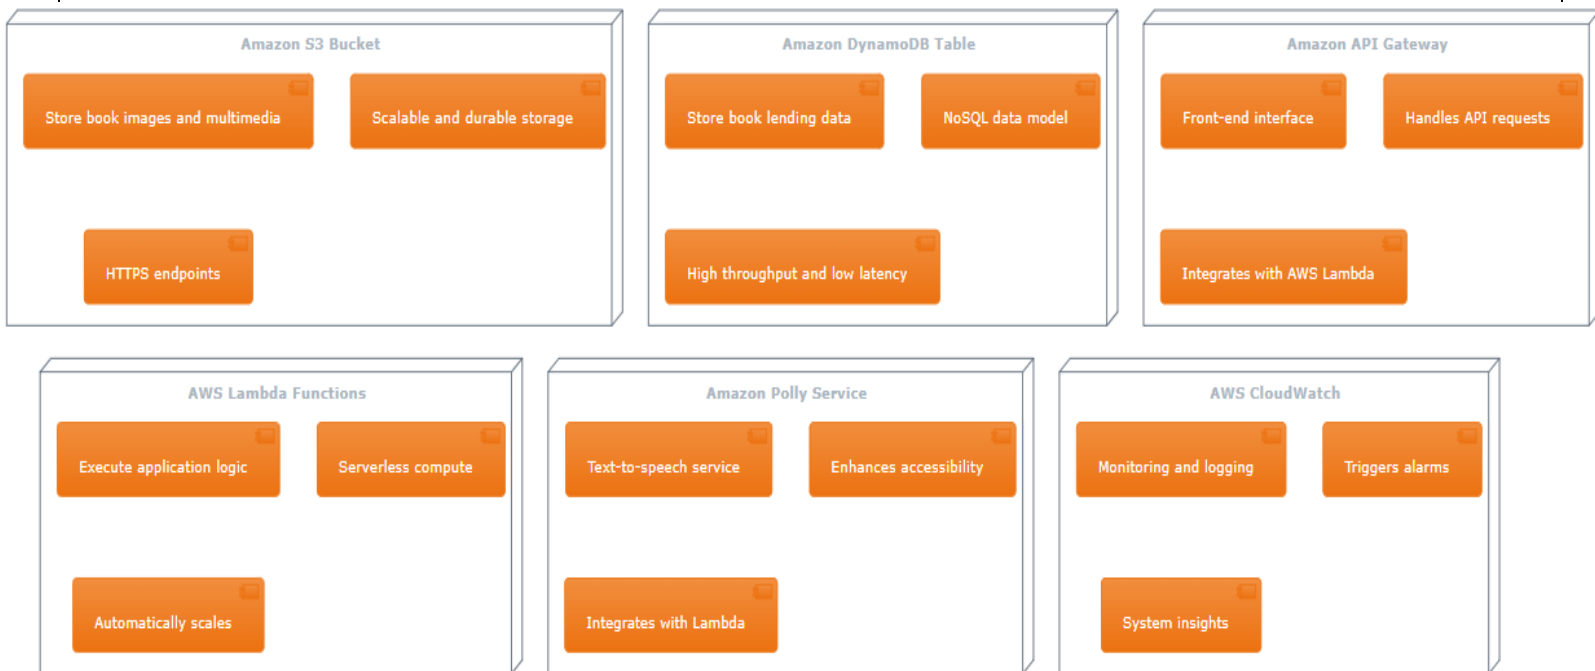 Amazon S3 Bucket
Amazon DynamoDB Table
Amazon API Gateway
Store book images and multimedia
Scalable and durable storage
Store book lending data
NoSQL data model
Front-end interface
Handles API requests
HTTPS endpoints
High throughput and low latency
Integrates with AWS Lambda
AWS Lambda Functions
Amazon Polly Service
AWS CloudWatch
Execute application logic
Serverless compute
Text-to-speech service
Enhances accessibility
Monitoring and logging
Triggers alarms
Automatically scales
Integrates with Lambda
System insights